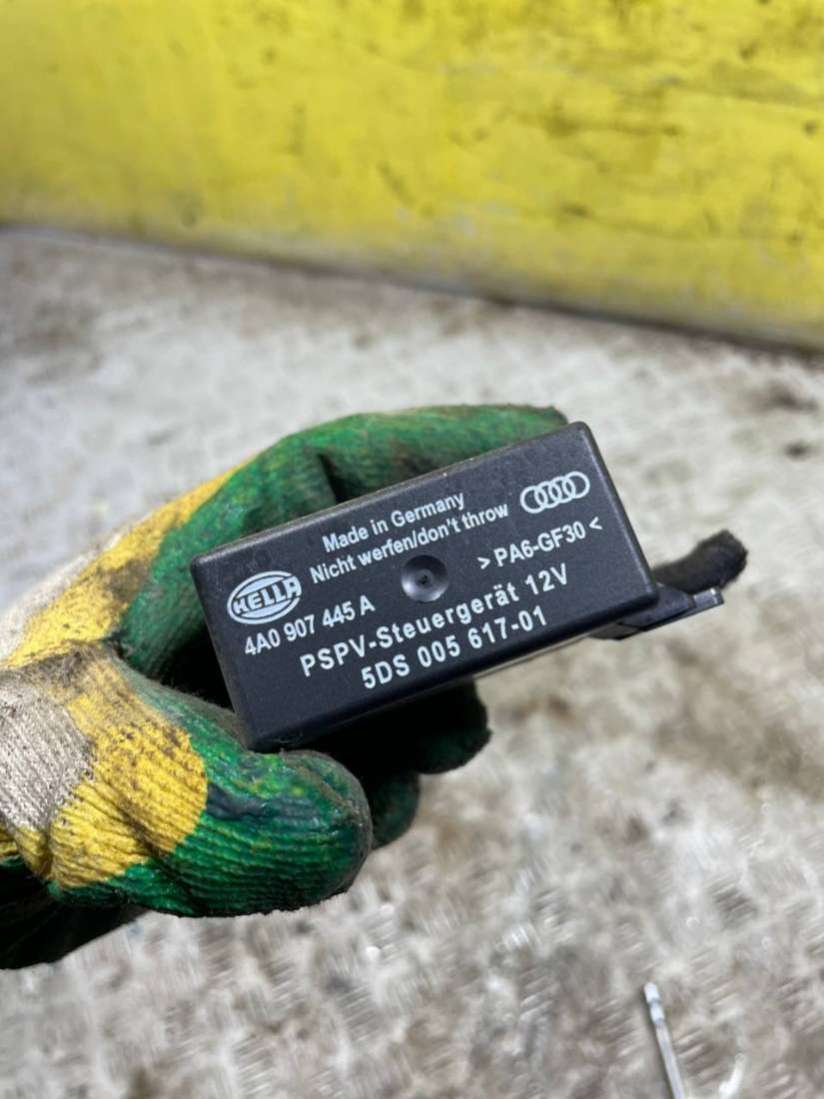 Made in Germany
Nicht werfen/don't throw
>PA6-GF30<
HELLA
4A0 907 445 A
PSPV-Steuergerät 12V
5DS 005 617-01